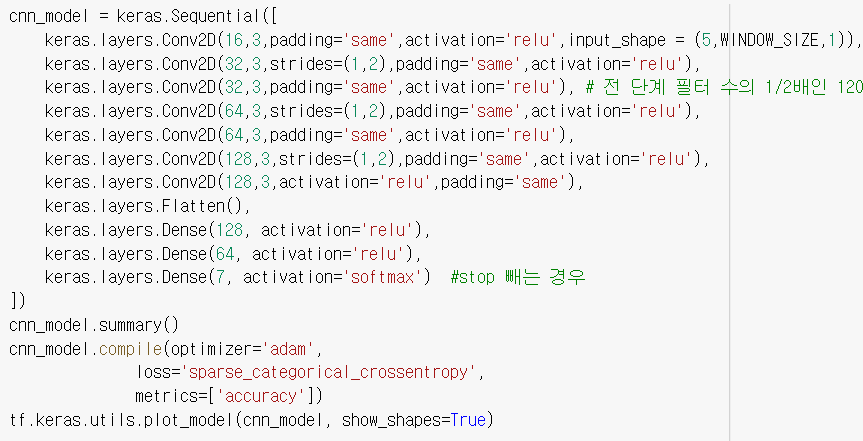 cnn_model = keras.Sequential([
    keras.layers.Conv2D(16,3,padding='same',activation='relu',input_shape = (5,WINDOW_SIZE,1)),
    keras.layers.Conv2D(32,3,strides=(1,2),padding='same',activation='relu'),
    keras.layers.Conv2D(32,3,padding='same',activation='relu'), # 전 단계 필터 수의 1/2배인 120
    keras.layers.Conv2D(64,3,strides=(1,2),padding='same',activation='relu'),
    keras.layers.Conv2D(64,3,padding='same',activation='relu'),
    keras.layers.Conv2D(128,3,strides=(1,2),padding='same',activation='relu'),
    keras.layers.Conv2D(128,3,activation='relu',padding='same'),
    keras.layers.Flatten(),
    keras.layers.Dense(128, activation='relu'),
    keras.layers.Dense(64, activation='relu'),
    keras.layers.Dense(7, activation='softmax')  #stop 빼는 경우
])
cnn_model.summary()
cnn_model.compile(optimizer='adam',
              loss='sparse_categorical_crossentropy',
              metrics=['accuracy'])
tf.keras.utils.plot_model(cnn_model, show_shapes=True)